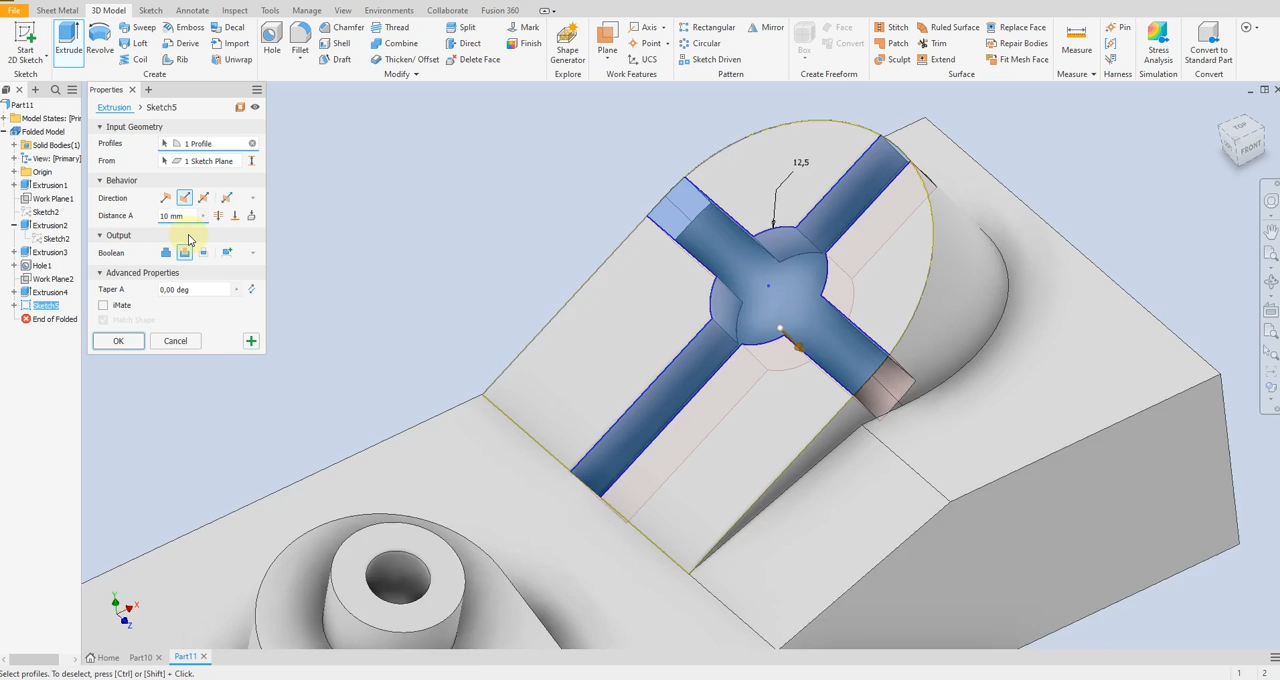 File Sheet Metal 3D Model Sketch Annotate Inspect Tools Manage View Environments Collaborate Fusion 360
Start
2D Sketch
Sketch
Extrude
Revolve
Sweep
Loft
Coil
Emboss
Derive
Rib
Decal
Import
Unwrap
Create
Hole
Fillet
Chamfer
Shell
Draft
Thread
Combine
Thicken/ Offset
Split
Direct
Delete Face
Mark
Finish
Modify
Shape
Generator
Explore
Plane
Axis
Point
UCS
Work Features
Rectangular
Circular
Sketch Driven
Mirror
Pattern
Box
Face
Convert
Create Freeform
Stitch
Patch
Sculpt
Ruled Surface
Trim
Extend
Replace Face
Repair Bodies
Fit Mesh Face
Surface
Measure
Measure
Pin
Harness
Stress
Analysis
Simulation
Convert to
Standard Part
Convert
Part11
Model States: [Pri
Folded Model
Solid Bodies(1)
View: [Primary]
Origin
Extrusion1
Work Plane1
Sketch2
Extrusion2
Sketch2
Extrusion3
Hole1
Work Plane2
Extrusion4
Sketch5
End of Folded
Properties
Extrusion > Sketch5
Input Geometry
Profiles 1 Profile
From 1 Sketch Plane
Behavior
Direction
Distance A 10 mm
Output
Boolean
Advanced Properties
Taper A 0,00 deg
iMate
Match Shape
OK Cancel
12,5
TOP
FRONT
Y
X
Z
Home Part10 Part11
Select profiles. To deselect, press [Ctrl] or [Shift] + Click.
1 2